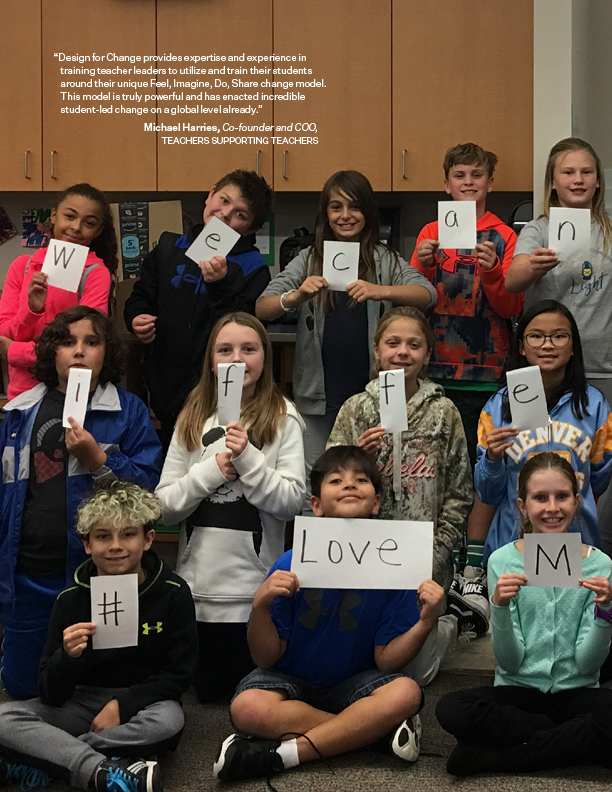 “Design for Change provides expertise and experience in
training teacher leaders to utilize and train their students
around their unique Feel, Imagine, Do, Share change model.
This model is truly powerful and has enacted incredible
student-led change on a global level already.”
Michael Harries, Co-founder and COO,
TEACHERS SUPPORTING TEACHERS
w e c a n
Light
i f f e
DENVER
# Love M
NIKE